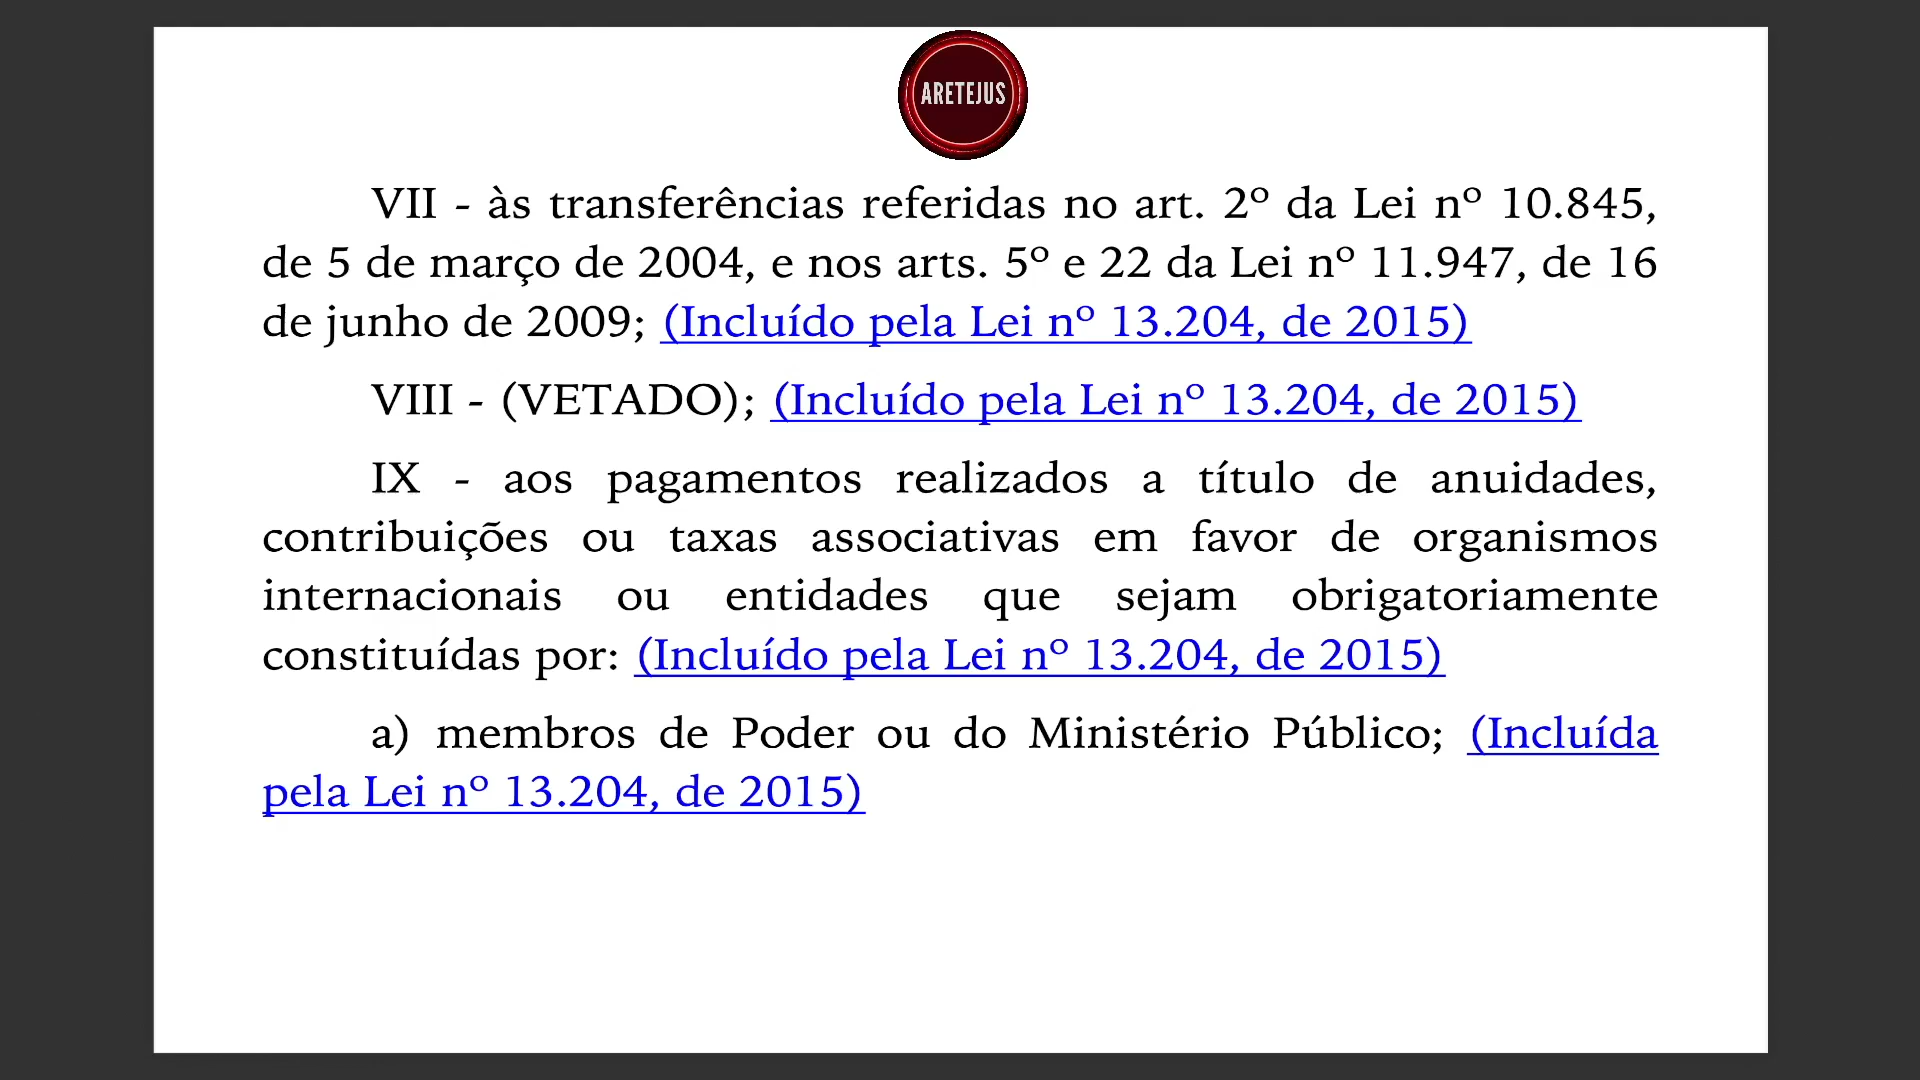 ARETEJUS
VII - às transferências referidas no art. 2º da Lei nº 10.845,
de 5 de março de 2004, e nos arts. 5º e 22 da Lei nº 11.947, de 16
de junho de 2009; (Incluído pela Lei nº 13.204, de 2015)
VIII - (VETADO); (Incluído pela Lei nº 13.204, de 2015)
IX - aos pagamentos realizados a título de anuidades,
contribuições ou taxas associativas em favor de organismos
internacionais ou entidades que sejam obrigatoriamente
constituídas por: (Incluído pela Lei nº 13.204, de 2015)
a) membros de Poder ou do Ministério Público; (Incluída
pela Lei nº 13.204, de 2015)